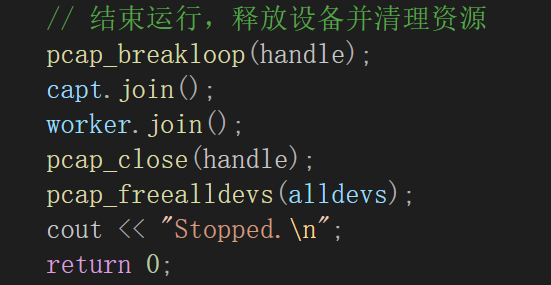 // 结束运行，释放设备并清理资源
pcap_breakloop(handle);
capt.join();
worker.join();
pcap_close(handle);
pcap_freealldevs(alldevs);
cout << "Stopped.\n";
return 0;